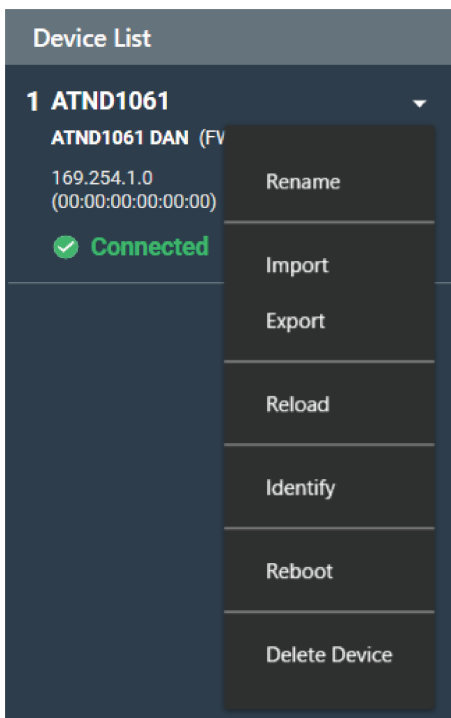 Device List
1 ATND1061
ATND1061 DAN (FW
169.254.1.0
(00:00:00:00:00:00)
Connected
Rename
Import
Export
Reload
Identify
Reboot
Delete Device